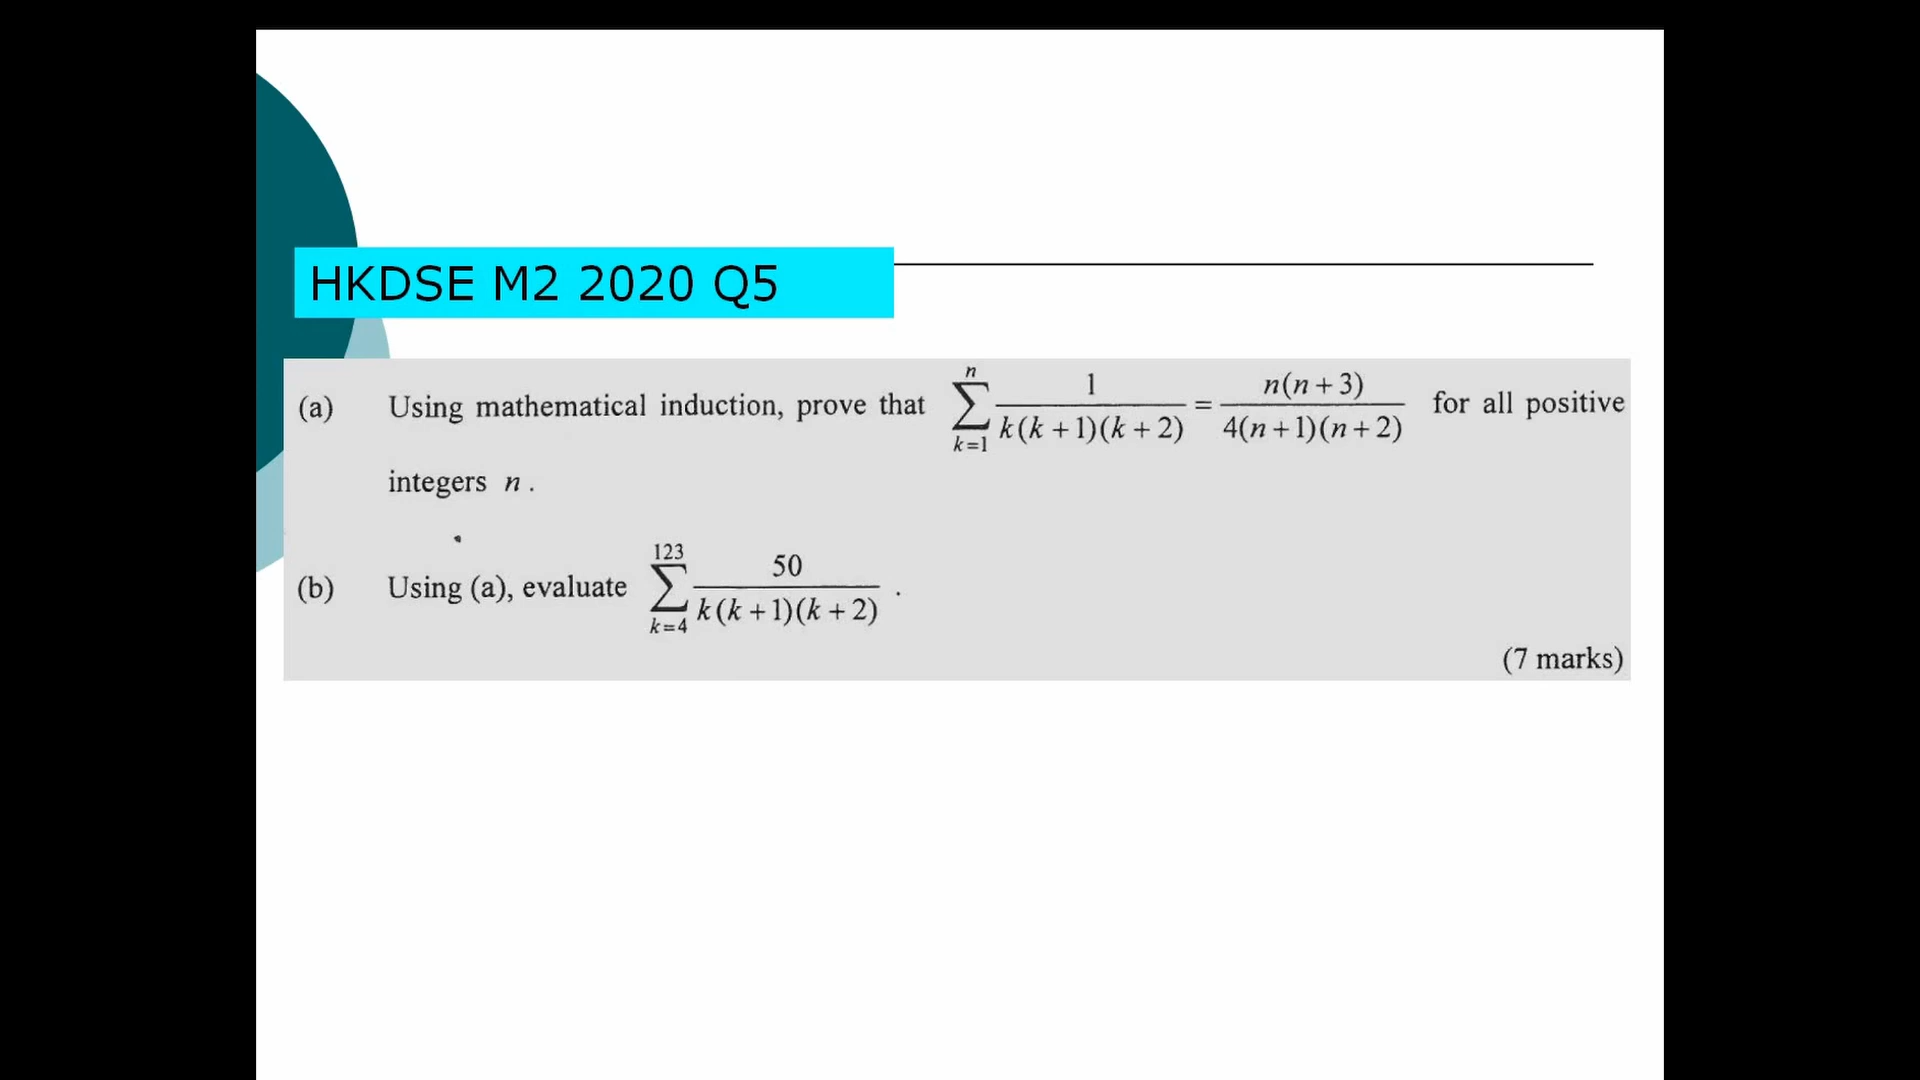 HKDSE M2 2020 Q5
(a) Using mathematical induction, prove that $\sum_{k=1}^{n} \frac{1}{k(k+1)(k+2)} = \frac{n(n+3)}{4(n+1)(n+2)}$ for all positive
integers n .
(b) Using (a), evaluate $\sum_{k=4}^{123} \frac{50}{k(k+1)(k+2)}$ .
(7 marks)